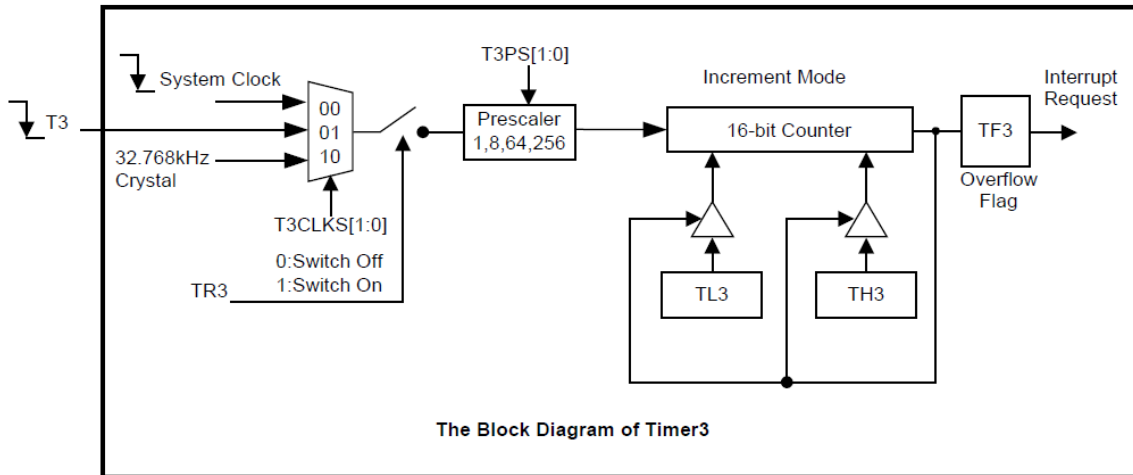 T3PS[1:0]
System Clock
Increment Mode
Interrupt
Request
T3
00
01
10
Prescaler
1,8,64,256
16-bit Counter
TF3
32.768kHz
Crystal
Overflow
Flag
T3CLKS[1:0]
0:Switch Off
1:Switch On
TR3
TL3
TH3
The Block Diagram of Timer3